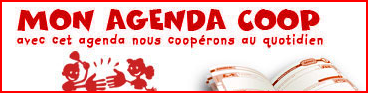 MON AGENDA COOP
avec cet agenda nous coopérons au quotidien